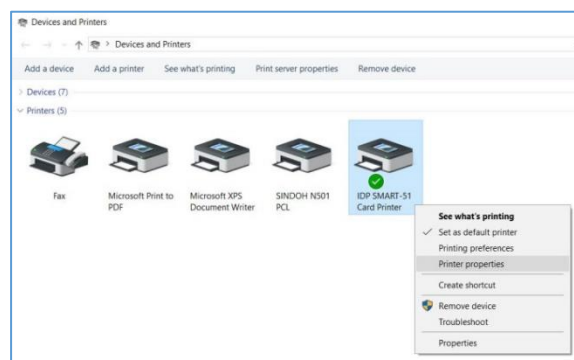 Devices and Printers
Devices and Printers
Add a device Add a printer See what's printing Print server properties Remove device
Devices (7)
Printers (5)
Fax
Microsoft Print to
PDF
Microsoft XPS
Document Writer
SINDOH N501
PCL
IDP SMART-51
Card Printer
See what's printing
Set as default printer
Printing preferences
Printer properties
Create shortcut
Remove device
Troubleshoot
Properties